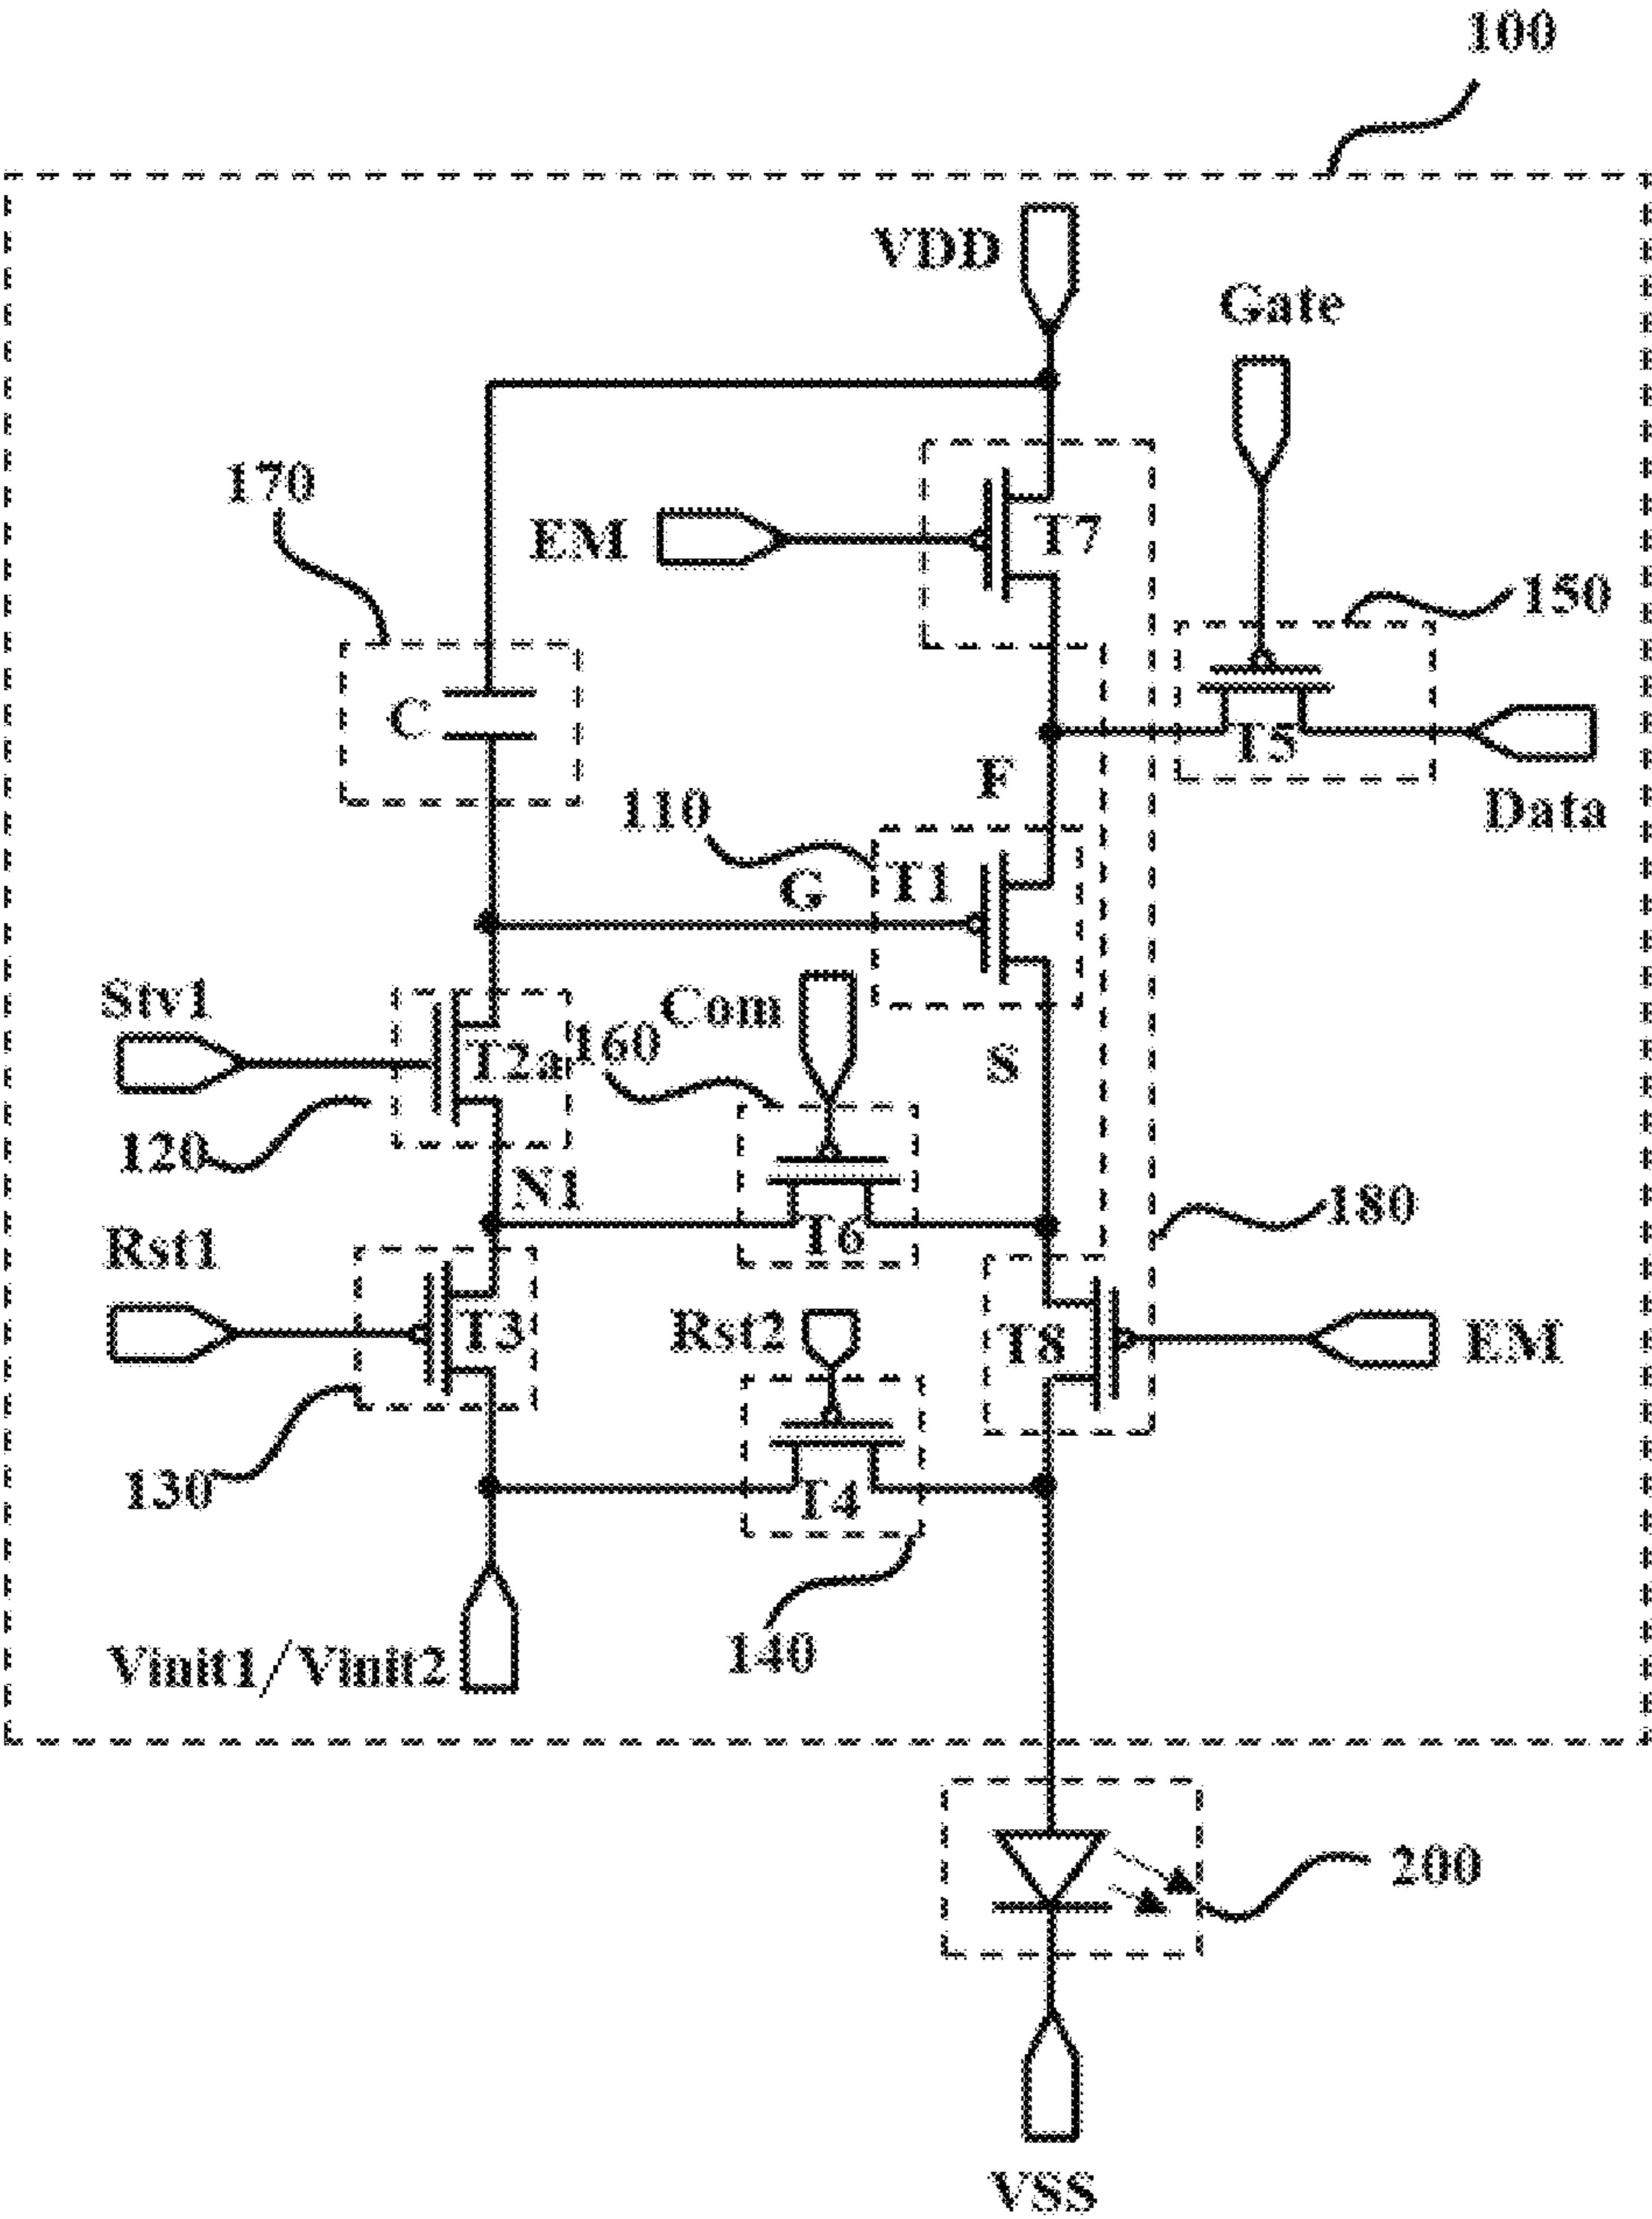 100
VDD
Gate
170
EM
T7
150
C
T5
F
110
Data
T1
G
Stv1
Com
T2a
160
S
120
N1
180
Rst1
T6
T3
Rst2
T8
EM
130
T4
140
Vinit1/Vinit2
200
VSS